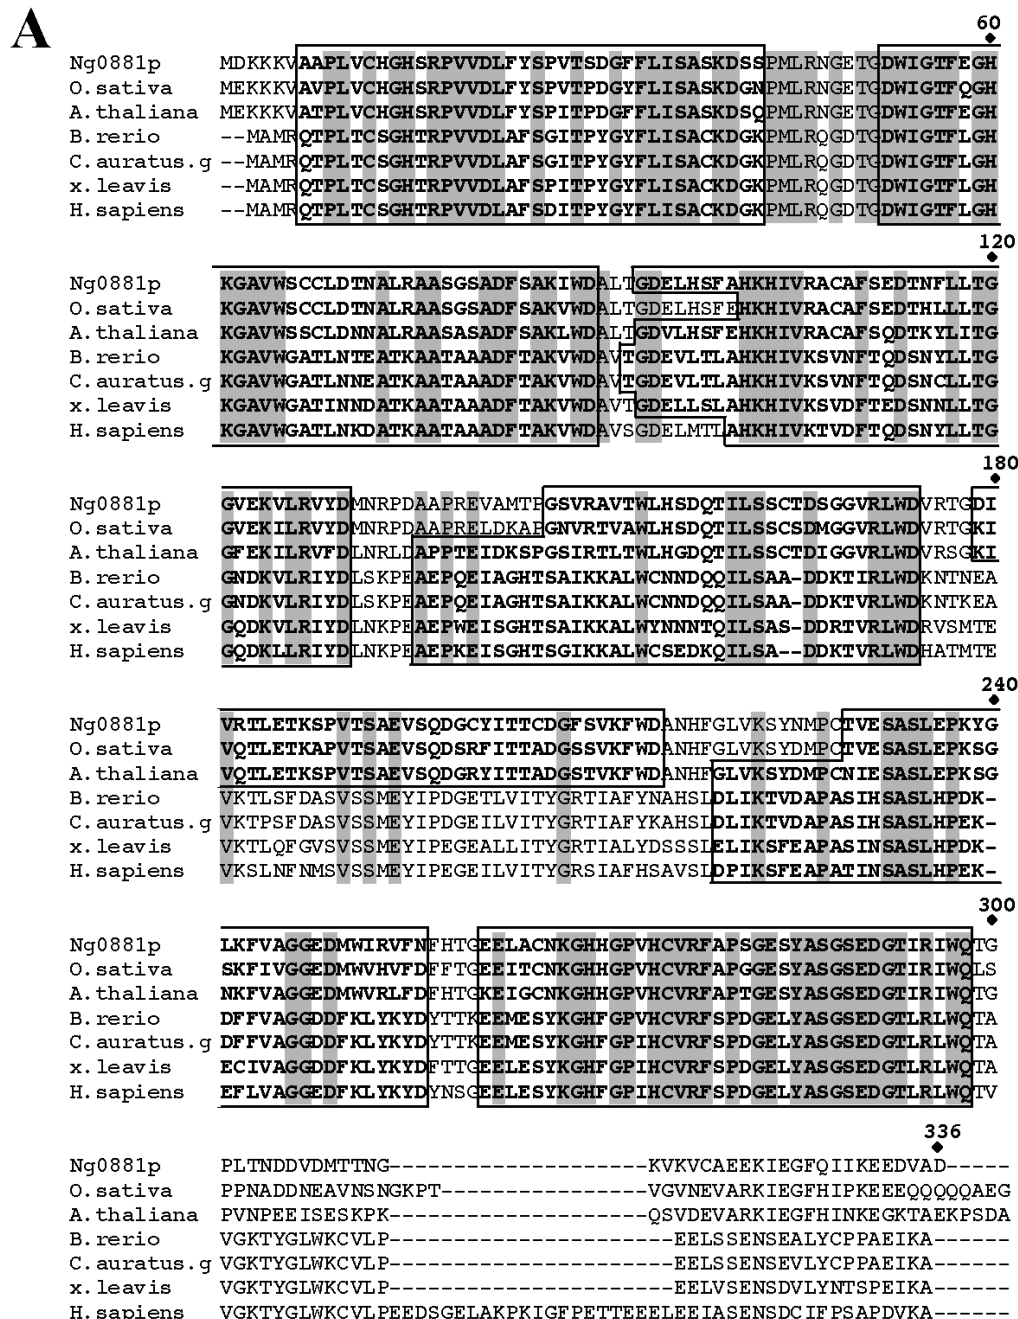 A
60
Ng0881p MDKKKVAAPLVCHGHSRPVVDLFYSPVTSDGFFLISASKDSSPMLRNGETGDWIGTFEGH
O.sativa MEKKKVAVPLVCHGHSRPVVDLFYSPVTPDGYFLISASKDGNPMLRNGETGDWIGTFQGH
A.thaliana MEKKKVATPLVCHGHSRPVVDLFYSPITPDGFFLISASKDSQPMLRNGETGDWIGTFEGH
B.rerio --MAMRQTPLTCSGHTRPVVDLAFSGITPYGYFLISACKDGKPMLRQGDTGDWIGTFLGH
C.auratus.g --MAMRQTPLTCSGHTRPVVDLAFSGITPYGYFLISACKDGKPMLRQGDTGDWIGTFLGH
x.leavis --MAMRQTPLTCSGHTRPVVDLAFSPITPYGYFLISACKDGKPMLRQGDTGDWIGTFLGH
H.sapiens --MAMRQTPLTCSGHTRPVVDLAFSDITPYGYFLISACKDGKPMLRQGDTGDWIGTFLGH
120
Ng0881p KGAVWSCCLDTNALRAASGSADFSAKIWDALTGDELHSFAHKHIVRACAFSEDTNFLLTG
O.sativa KGAVWSCCLDTNALRAASGSADFSAKVWDALTGDELHSFEHKHIVRACAFSEDTHLLLTG
A.thaliana KGAVWSSCLDNNALRAASASADFSAKLWDALTGDVLHSFEHKHIVRACAFSQDTKYLITG
B.rerio KGAVWGATLNTEATKAATAAADFTAKVWDAVTGDEVLTLAHKHIVKSVNFTQDSNYLLTG
C.auratus.g KGAVWGATLNNEATKAATAAADFTAKVWDAVTGDEVLTLAHKHIVKSVNFTQDSNCLLTG
x.leavis KGAVWGATINNDATKAATAAADFTAKVWDAVTGDELLSLAHKHIVKSVDFTEDSNNLLTG
H.sapiens KGAVWGATLNKDATKAATAAADFTAKVWDAVSGDELMTLAHKHIVKTVDFTQDSNYLLTG
180
Ng0881p GVEKVLRVYDMNRPDAAPREVAMTPGSVRAVTWLHSDQTILSSCTDSGGVRLWDVRTGDI
O.sativa GVEKILRVYDMNRPDAAPRELDKAPGNVRTVAWLHSDQTILSSCSDMGGVRLWDVRTGKI
A.thaliana GFEKILRVFDLNRLDAPPTEIDKSPGSIRTLTWLHGDQTILSSCTDIGGVRLWDVRSGKI
B.rerio GNDKVLRIYDLSKPEAEPQEIAGHTSAIKKALWCNNDQQILSAA-DDKTIRLWDKNTNEA
C.auratus.g GNDKVLRIYDLSKPEAEPQEIAGHTSAIKKALWCNNDQQILSAA-DDKTVRLWDKNTKEA
x.leavis GQDKVLRIYDLNKPEAEPWEISGHTSAIKKALWYNNNTQILSAS-DDRTVRLWDRVSMTE
H.sapiens GQDKLLRIYDLNKPEAEPKEISGHTSGIKKALWCSEDKQILSA--DDKTVRLWDHATMTE
240
Ng0881p VRTLETKSPVTSAEVSQDGCYITTCDGFSVKFWDANHFGLVKSYNMPCTVESASLEPKYG
O.sativa VQTLETKAPVTSAEVSQDSRFITTADGSSVKFWDANHFGLVKSYDMPCTVESASLEPKSG
A.thaliana VQTLETKSPVTSAEVSQDGRYITTADGSTVKFWDANHFGLVKSYDMPCNIESASLEPKSG
B.rerio VKTLSFDASVSSMEYIPDGETLVITYGRTIAFYNAHSLDLIKTVDAPASIHSASLHPDK-
C.auratus.g VKTPSFDASVSSMEYIPDGEILVITYGRTIAFYKAHSLDLIKTVDAPASIHSASLHPEK-
x.leavis VKTLQFGVSVSSMEYIPEGEALLITYGRTIALYDSSSLELIKSFEAPASINSASLHPDK-
H.sapiens VKSLNFNMSVSSMEYIPEGEILVITYGRSIAFHSAVSLDPIKSFEAPATINSASLHPEK-
300
Ng0881p LKFVAGGEDMWIRVFNFHTGEELACNKGHHGPVHCVRFAPSGESYASGSEDGTIRIWQTG
O.sativa SKFIVGGEDMWVHVFDFFTGEEITCNKGHHGPVHCVRFAPGGESYASGSEDGTIRIWQLS
A.thaliana NKFVAGGEDMWVRLFDFHTGKEIGCNKGHHGPVHCVRFAPTGESYASGSEDGTIRIWQTG
B.rerio DFFVAGGDDFKLYKYDYTTKEEMESYKGHFGPVHCVRFSPDGELYASGSEDGTLRLWQTA
C.auratus.g DFFVAGGDDFKLYKYDYTTKEEMESYKGHFGPIHCVRFSPDGELYASGSEDGTLRLWQTA
x.leavis ECIVAGGDDFKLYKYDFTTGEELESYKGHFGPIHCVRFSPDGELYASGSEDGTLRLWQTA
H.sapiens EFLVAGGDDFKLYKYDYNSGEELESYKGHFGPIHCVRFSPDGELYASGSEDGTLRLWQTV
336
Ng0881p PLTNDDVDMTTNG--------------------KVKVCAEEKIEGFQIIKEEDVAD-----
O.sativa PPNADDNEAVNSNGKPT----------------VGVNEVARKIEGFHIPKEEEQQQQQAEG
A.thaliana PVNPEEISESKPK--------------------QSVDEVARKIEGFHINKEGKTAEKPSDA
B.rerio VGKTYGLWKCVLP----------------------EELSSENSEALYCPPAEIKA------
C.auratus.g VGKTYGLWKCVLP----------------------EELSSENSEVLYCPPAEIKA------
x.leavis VGKTYGLWKCVLP----------------------EELVSENSDVLYNTSPEIKA------
H.sapiens VGKTYGLWKCVLPEEDSGELAKPKIGFPETTEEELEEIASENSDCIFPSAPDVKA------